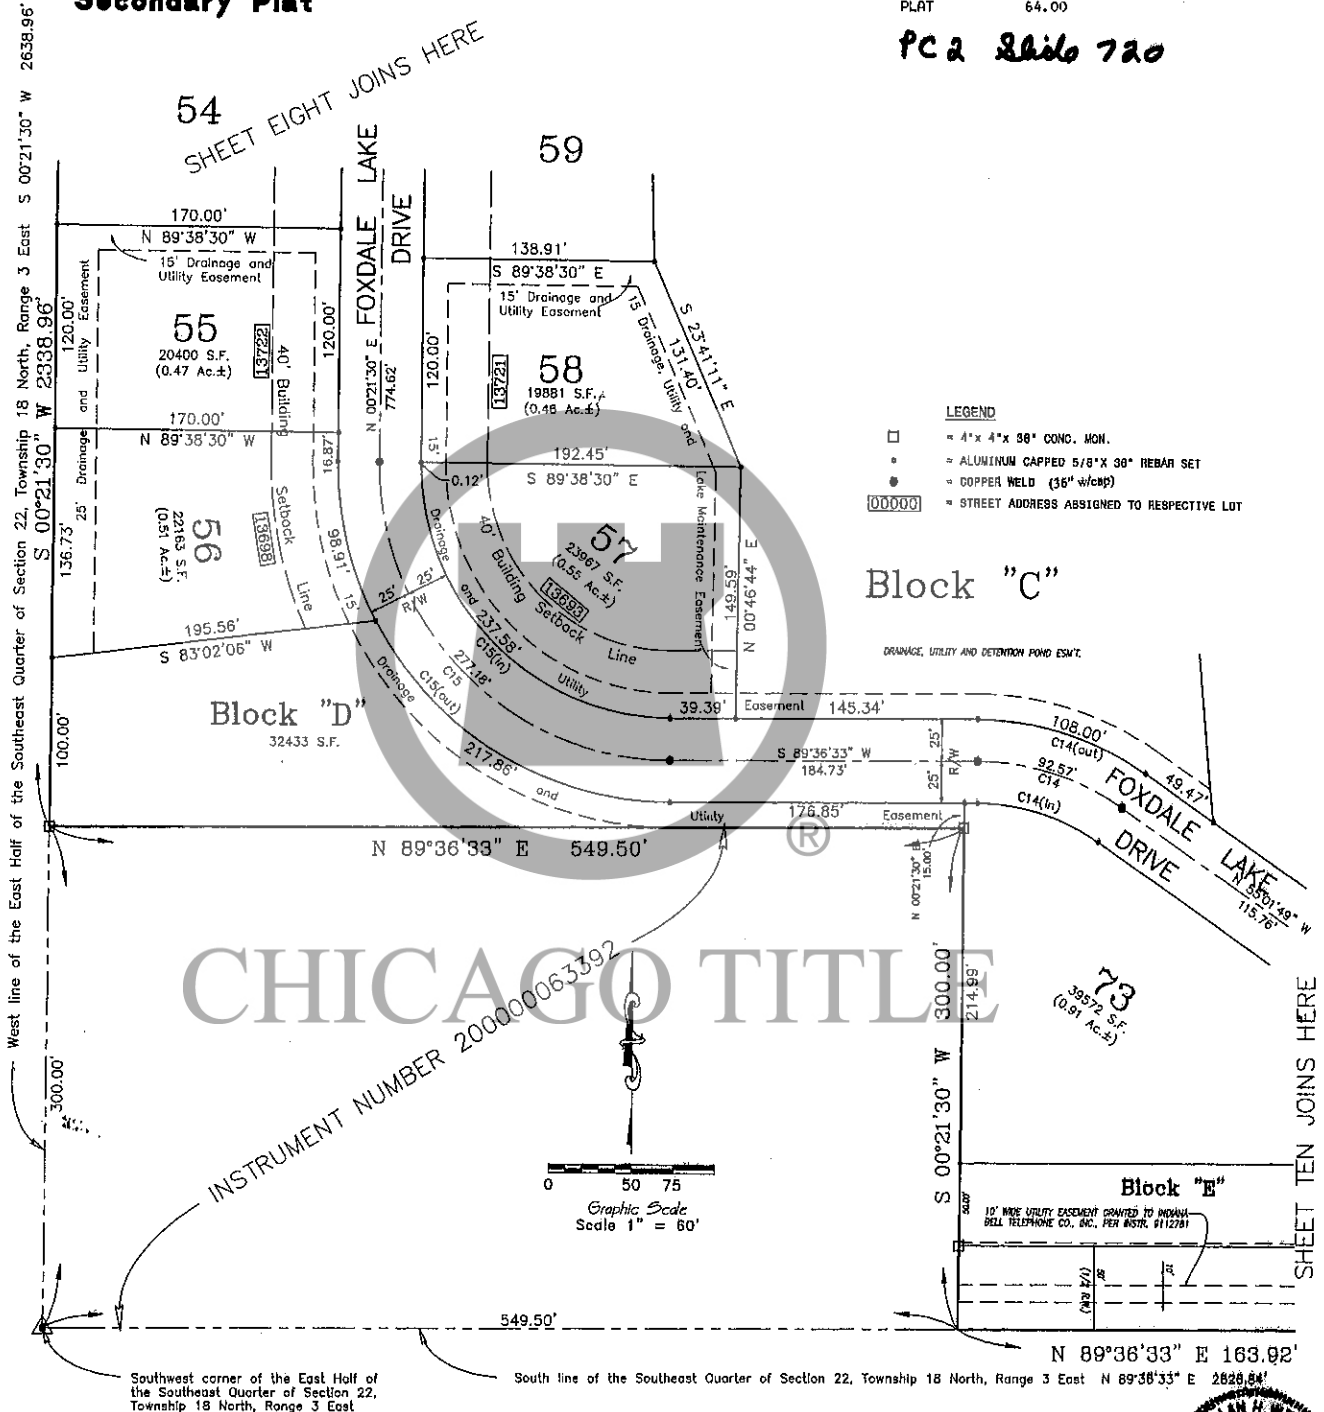 Secondary Plat
PLAT 64.00
PC 2 Slide 720
SHEET EIGHT JOINS HERE
54
59
FOXDALE LAKE
DRIVE
West line of the East Half of the Southeast Quarter of Section 22, Township 18 North, Range 3 East S 00°21'30" W 2638.96'
S 00°21'30" W 2338.96'
170.00'
N 89°38'30" W
15' Drainage and
Utility Easement
120.00'
25' Drainage and Utility Easement
55
20400 S.F.
(0.47 Ac.±)
13722
40' Building
Setback
Line
120.00'
N 00°21'30" E
774.62'
120.00'
138.91'
S 89°38'30" E
15' Drainage and
Utility Easement
58
19881 S.F.
(0.46 Ac.±)
13721
15' Drainage, Utility and
Lake Maintenance Easement
S 23°41'11" E
131.40'
170.00'
N 89°38'30" W
16.87'
15'
0.12'
192.45'
S 89°38'30" E
LEGEND
= 4"x 4"x 36" CONC. MON.
= ALUMINUM CAPPED 5/8"X 36" REBAR SET
= COPPER WELD (36" w/cap)
00000 = STREET ADDRESS ASSIGNED TO RESPECTIVE LOT
136.73'
56
22163 S.F.
(0.51 Ac.±)
13698
98.91'
15'
25'
25'
R/W
57
23967 S.F.
(0.55 Ac.±)
13693
40' Building
Setback
Line
149.59'
N 00°46'44" E
Block "C"
DRAINAGE, UTILITY AND DETENTION POND ESM'T.
195.56'
S 83°02'06" W
Drainage
and
237.58'
C15(in)
Utility
277.18'
C15
C15(out)
217.86'
Drainage
and
Utility
Block "D"
32433 S.F.
100.00'
39.39'
Easement
145.34'
S 89°36'33" W
184.73'
25'
25'
R/W
176.85'
Easement
108.00'
C14(out)
92.57'
C14
C14(in)
49.47'
FOXDALE LAKE
DRIVE
N 55°01'49" W
115.76'
N 89°36'33" E 549.50'
N 00°21'30" E
15.00'
®
CHICAGO TITLE
INSTRUMENT NUMBER 200000063392
300.00'
S 00°21'30" W 300.00'
214.99'
73
39572 S.F.
(0.91 Ac.±)
SHEET TEN JOINS HERE
0 50 75
Graphic Scale
Scale 1" = 60'
Block "E"
50.00'
10' WIDE UTILITY EASEMENT GRANTED TO INDIANA
BELL TELEPHONE CO., INC., PER INSTR. 9112781
50'
(1/2 R/W)
10'
549.50'
N 89°36'33" E 163.92'
Southwest corner of the East Half of
the Southeast Quarter of Section 22,
Township 18 North, Range 3 East
South line of the Southeast Quarter of Section 22, Township 18 North, Range 3 East N 89°36'33" E